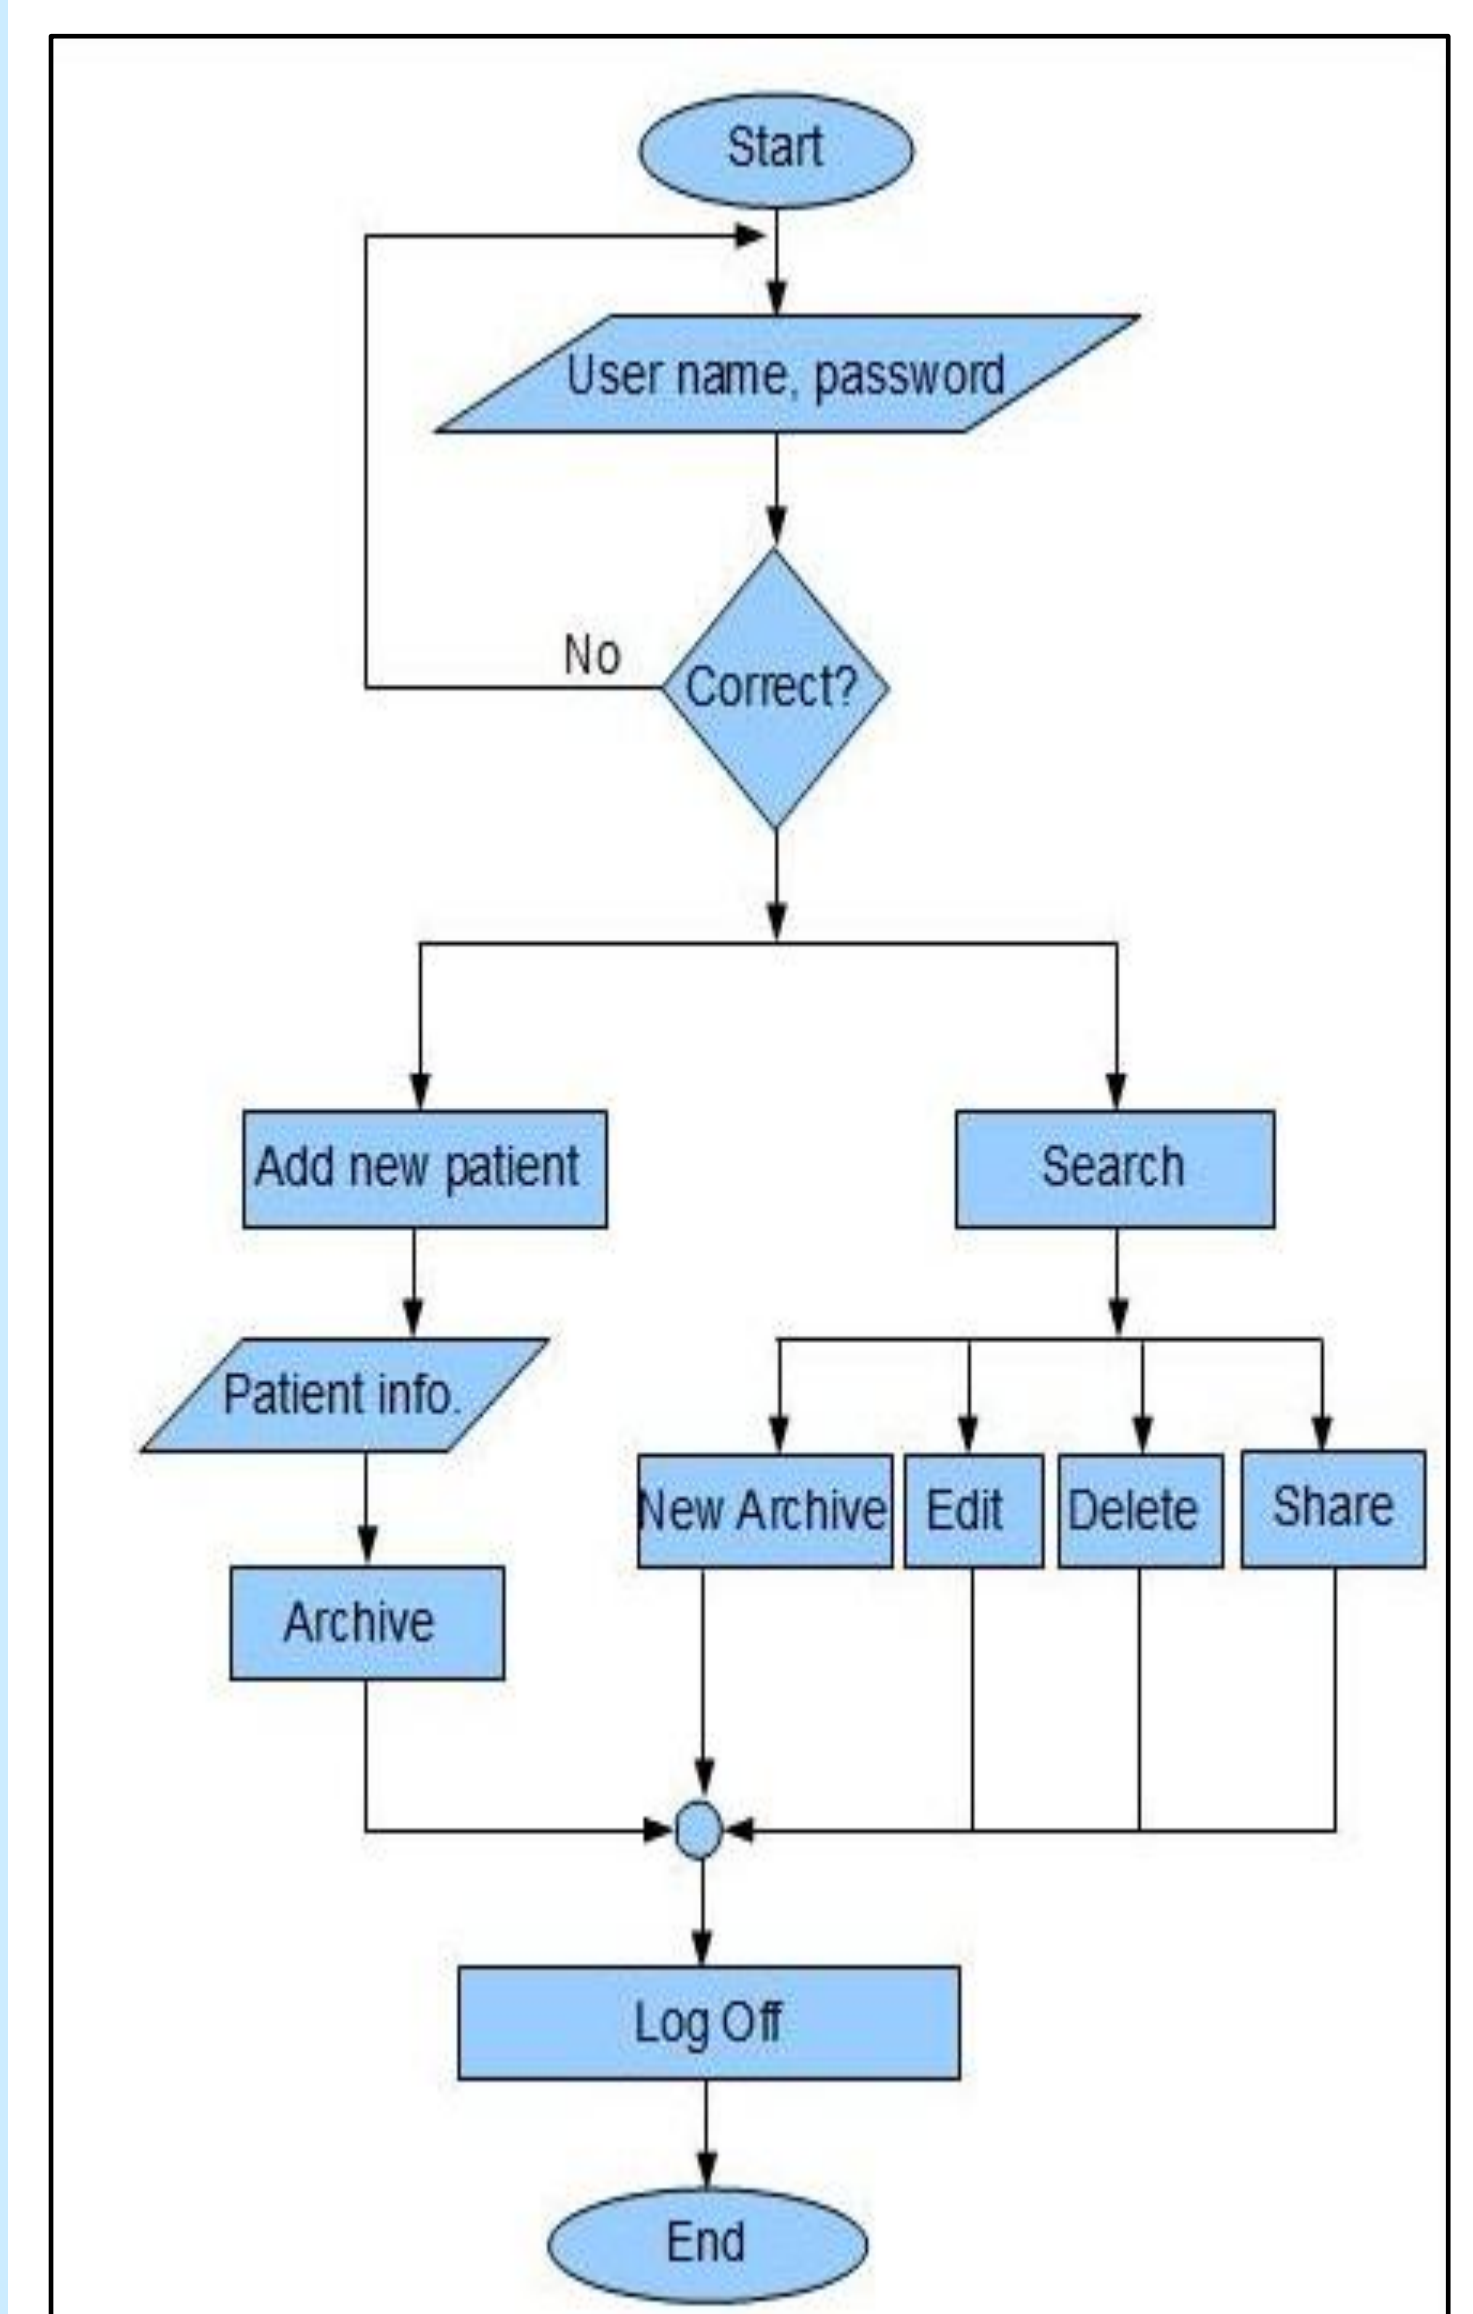 Start
User name, password
No
Correct?
Add new patient
Search
Patient info.
New Archive
Edit
Delete
Share
Archive
Log Off
End